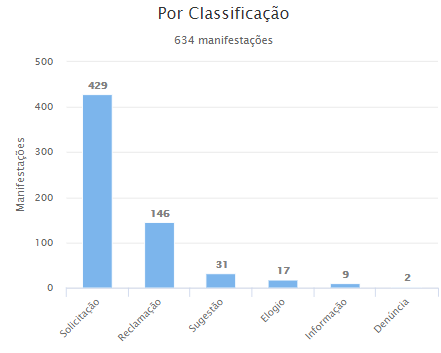 Por Classificação
634 manifestações
Manifestações
500
400
300
200
100
0
429
146
31
17
9
2
Solicitação
Reclamação
Sugestão
Elogio
Informação
Denúncia